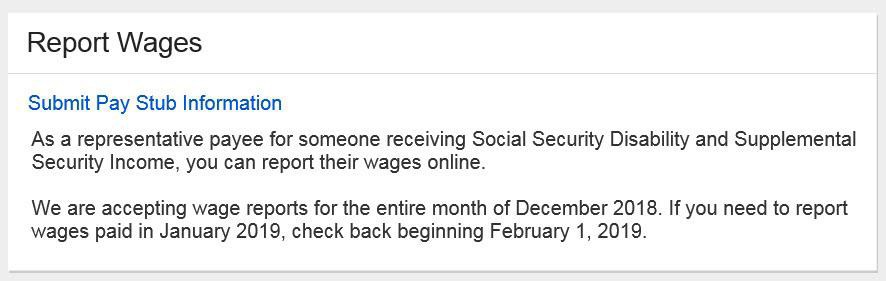 Report Wages
Submit Pay Stub Information
As a representative payee for someone receiving Social Security Disability and Supplemental
Security Income, you can report their wages online.
We are accepting wage reports for the entire month of December 2018. If you need to report
wages paid in January 2019, check back beginning February 1, 2019.